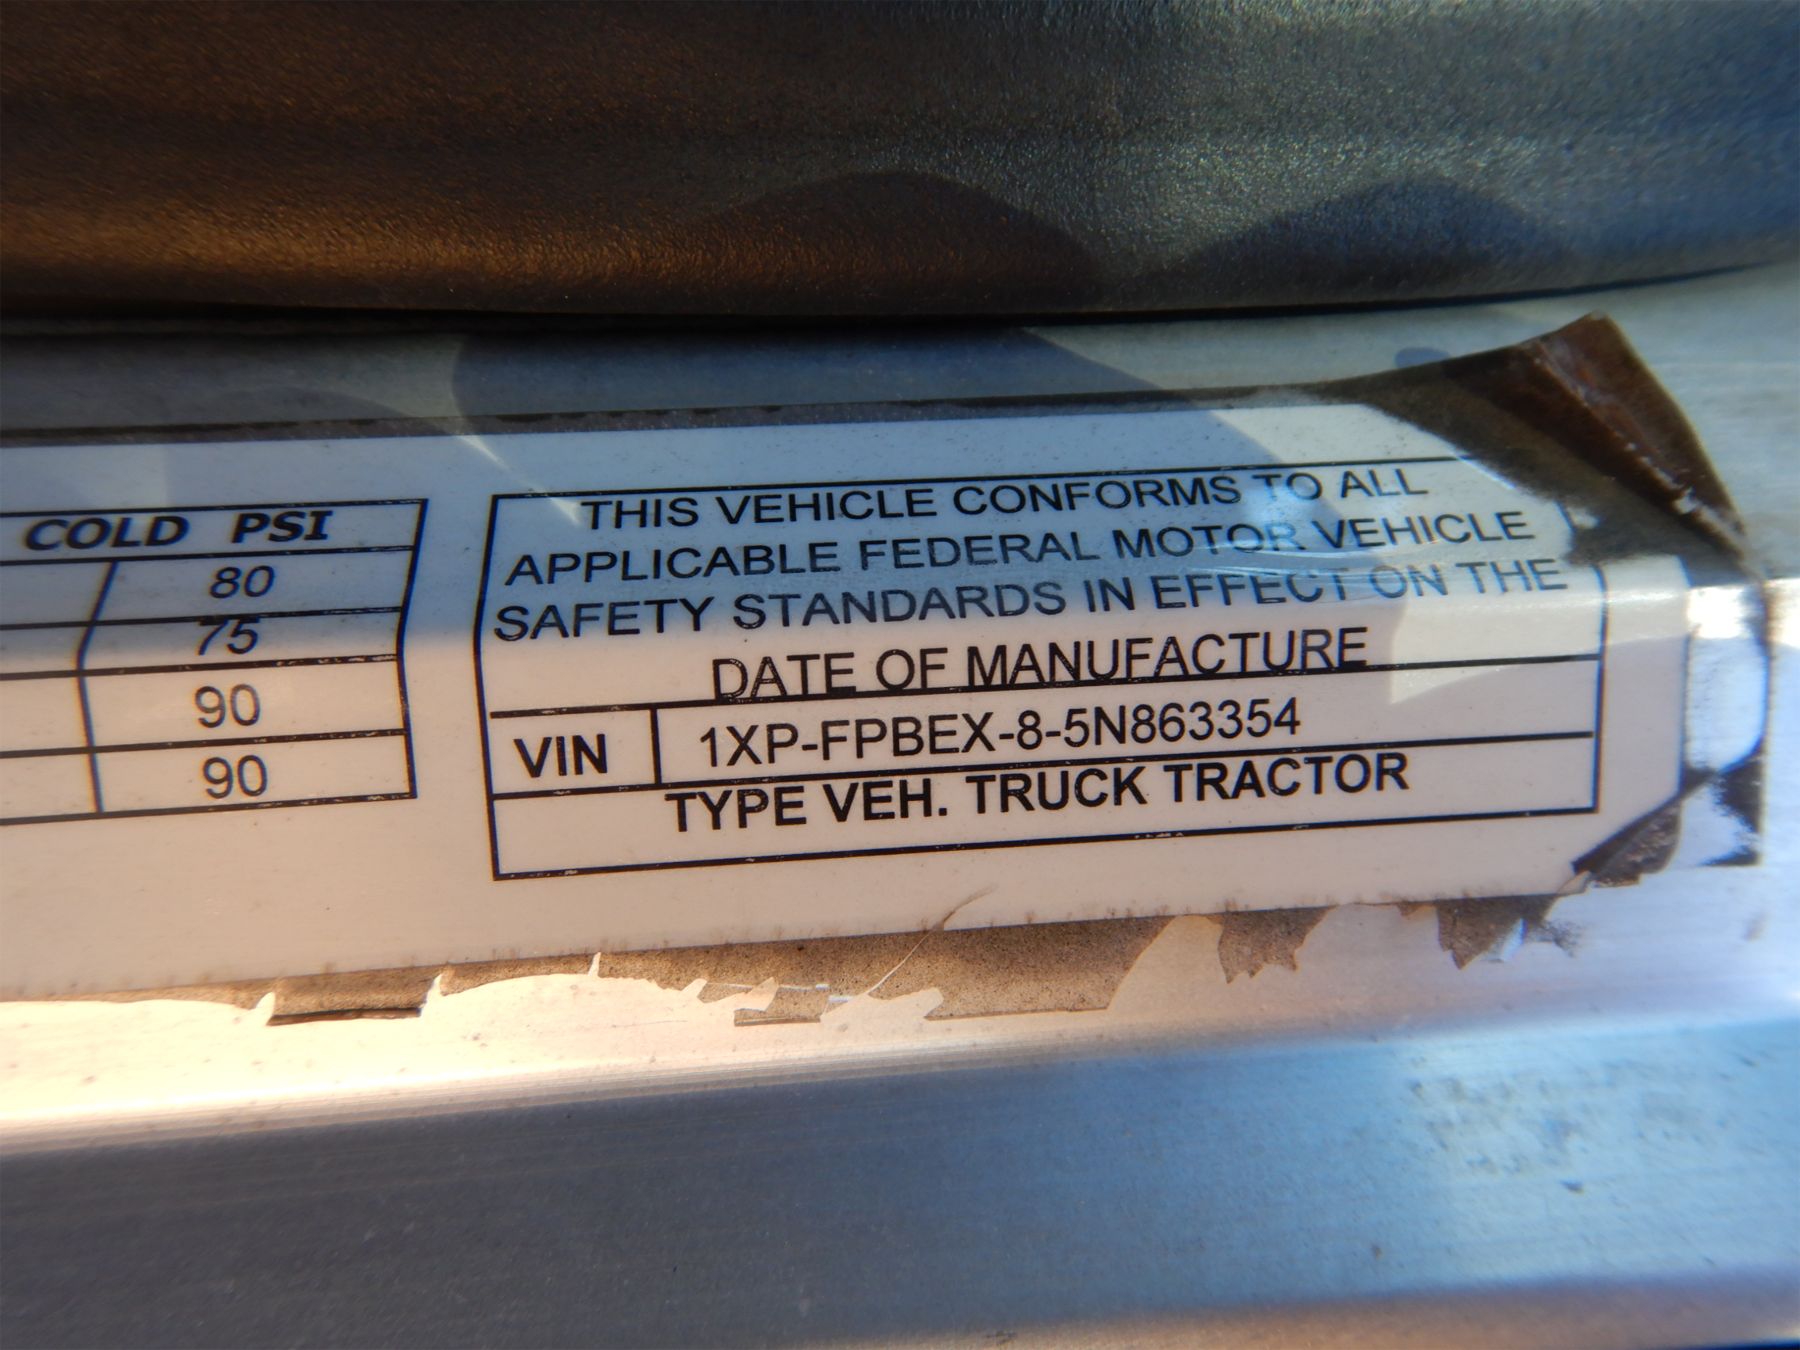 COLD PSI
80
75
90
90
THIS VEHICLE CONFORMS TO ALL
APPLICABLE FEDERAL MOTOR VEHICLE
SAFETY STANDARDS IN EFFECT ON THE
DATE OF MANUFACTURE
VIN 1XP-FPBEX-8-5N863354
TYPE VEH. TRUCK TRACTOR